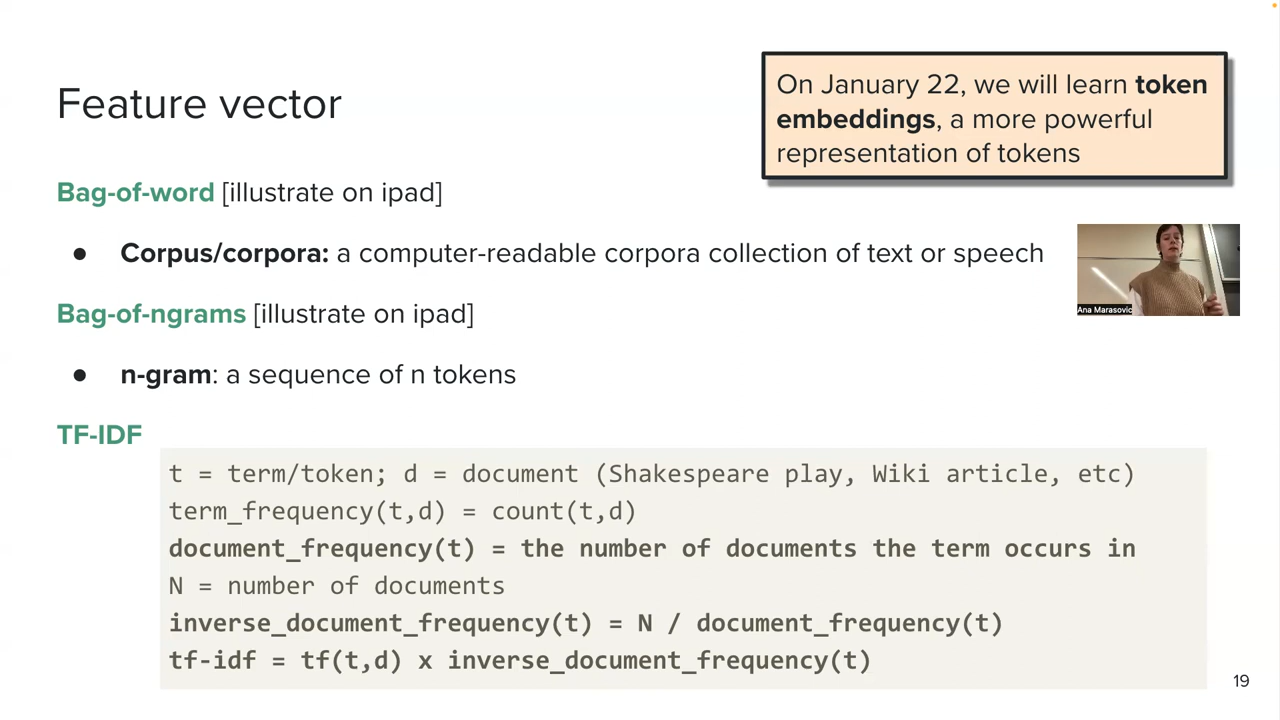 Feature vector
On January 22, we will learn token
embeddings, a more powerful
representation of tokens
Bag-of-word [illustrate on ipad]
● Corpus/corpora: a computer-readable corpora collection of text or speech
Ana Marasovic
Bag-of-ngrams [illustrate on ipad]
● n-gram: a sequence of n tokens
TF-IDF
t = term/token; d = document (Shakespeare play, Wiki article, etc)
term_frequency(t,d) = count(t,d)
document_frequency(t) = the number of documents the term occurs in
N = number of documents
inverse_document_frequency(t) = N / document_frequency(t)
tf-idf = tf(t,d) x inverse_document_frequency(t)
19